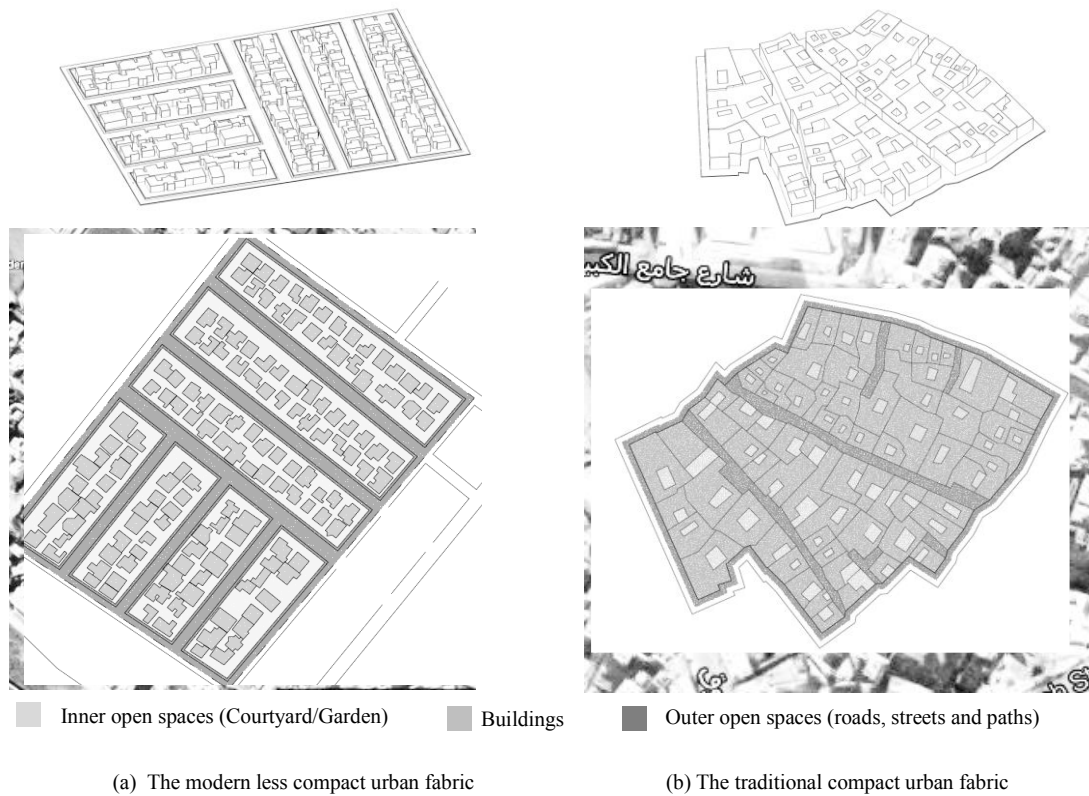 شارع جامع الكبير
Inner open spaces (Courtyard/Garden)
Buildings
Outer open spaces (roads, streets and paths)
(a) The modern less compact urban fabric
(b) The traditional compact urban fabric